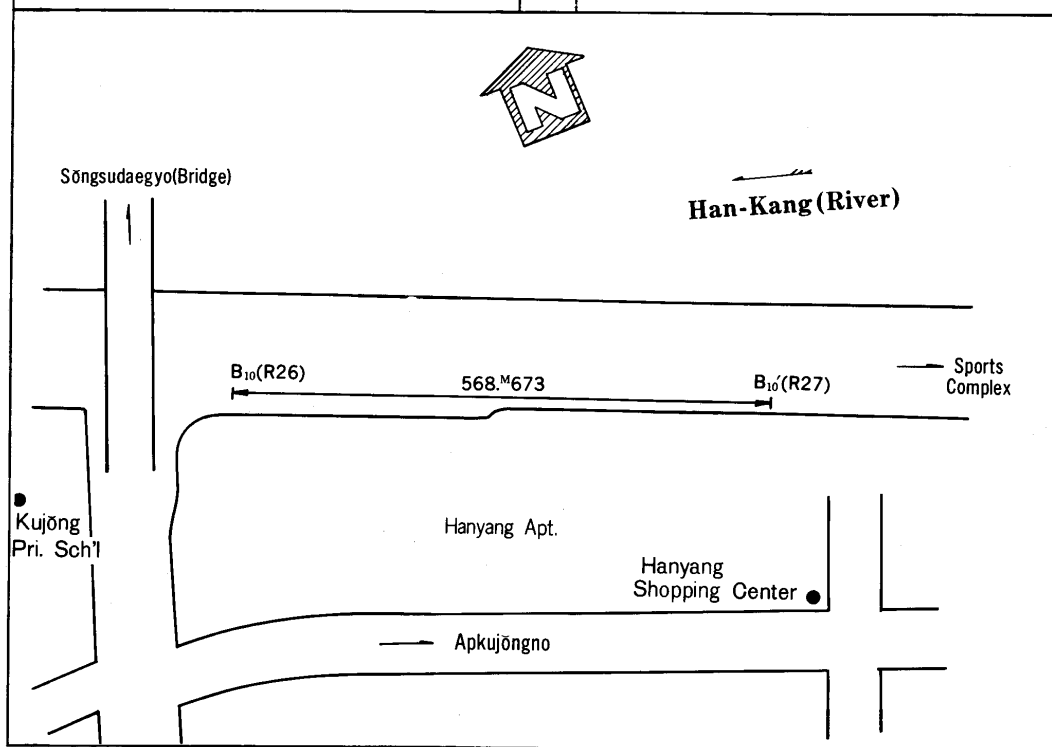 N
Sŏngsudaegyo(Bridge)
Han-Kang(River)
B₁₀(R26)
568.ᴹ673
B₁₀′(R27)
Sports
Complex
Kujŏng
Pri. Sch'l
Hanyang Apt.
Hanyang
Shopping Center
Apkujŏngno